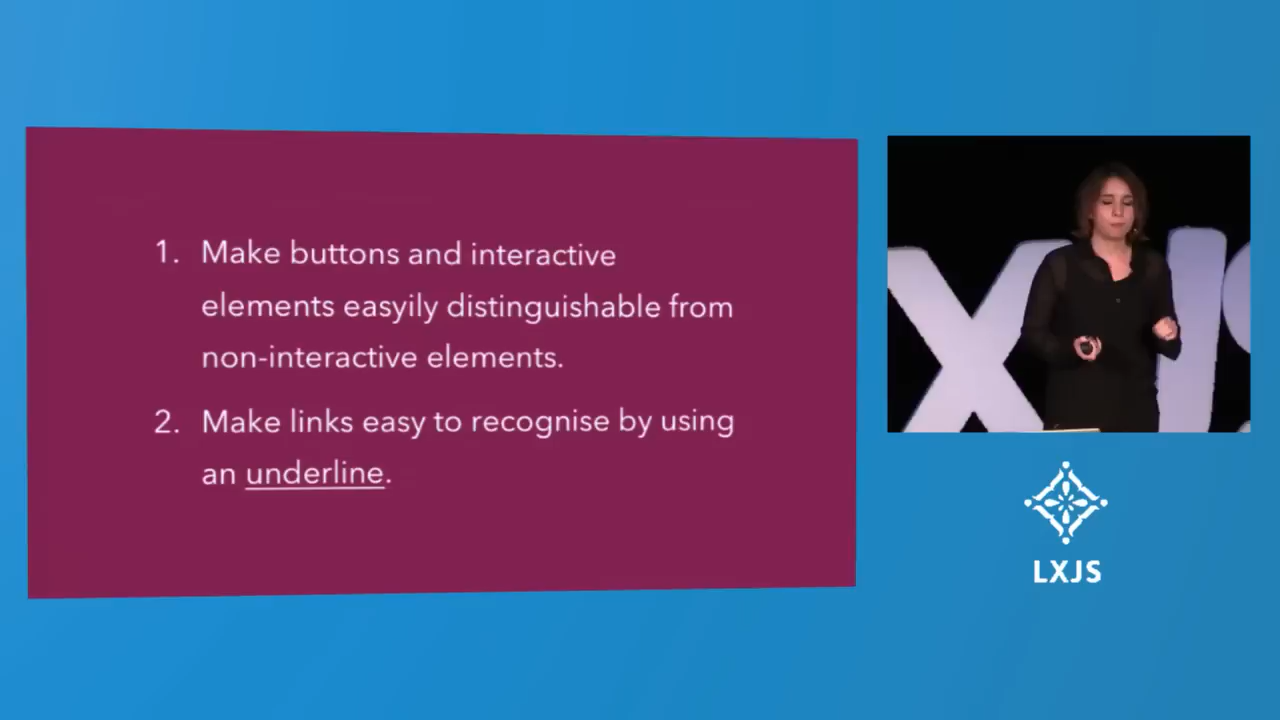 1. Make buttons and interactive
elements easyily distinguishable from
non-interactive elements.
2. Make links easy to recognise by using
an underline.
XJS
LXJS